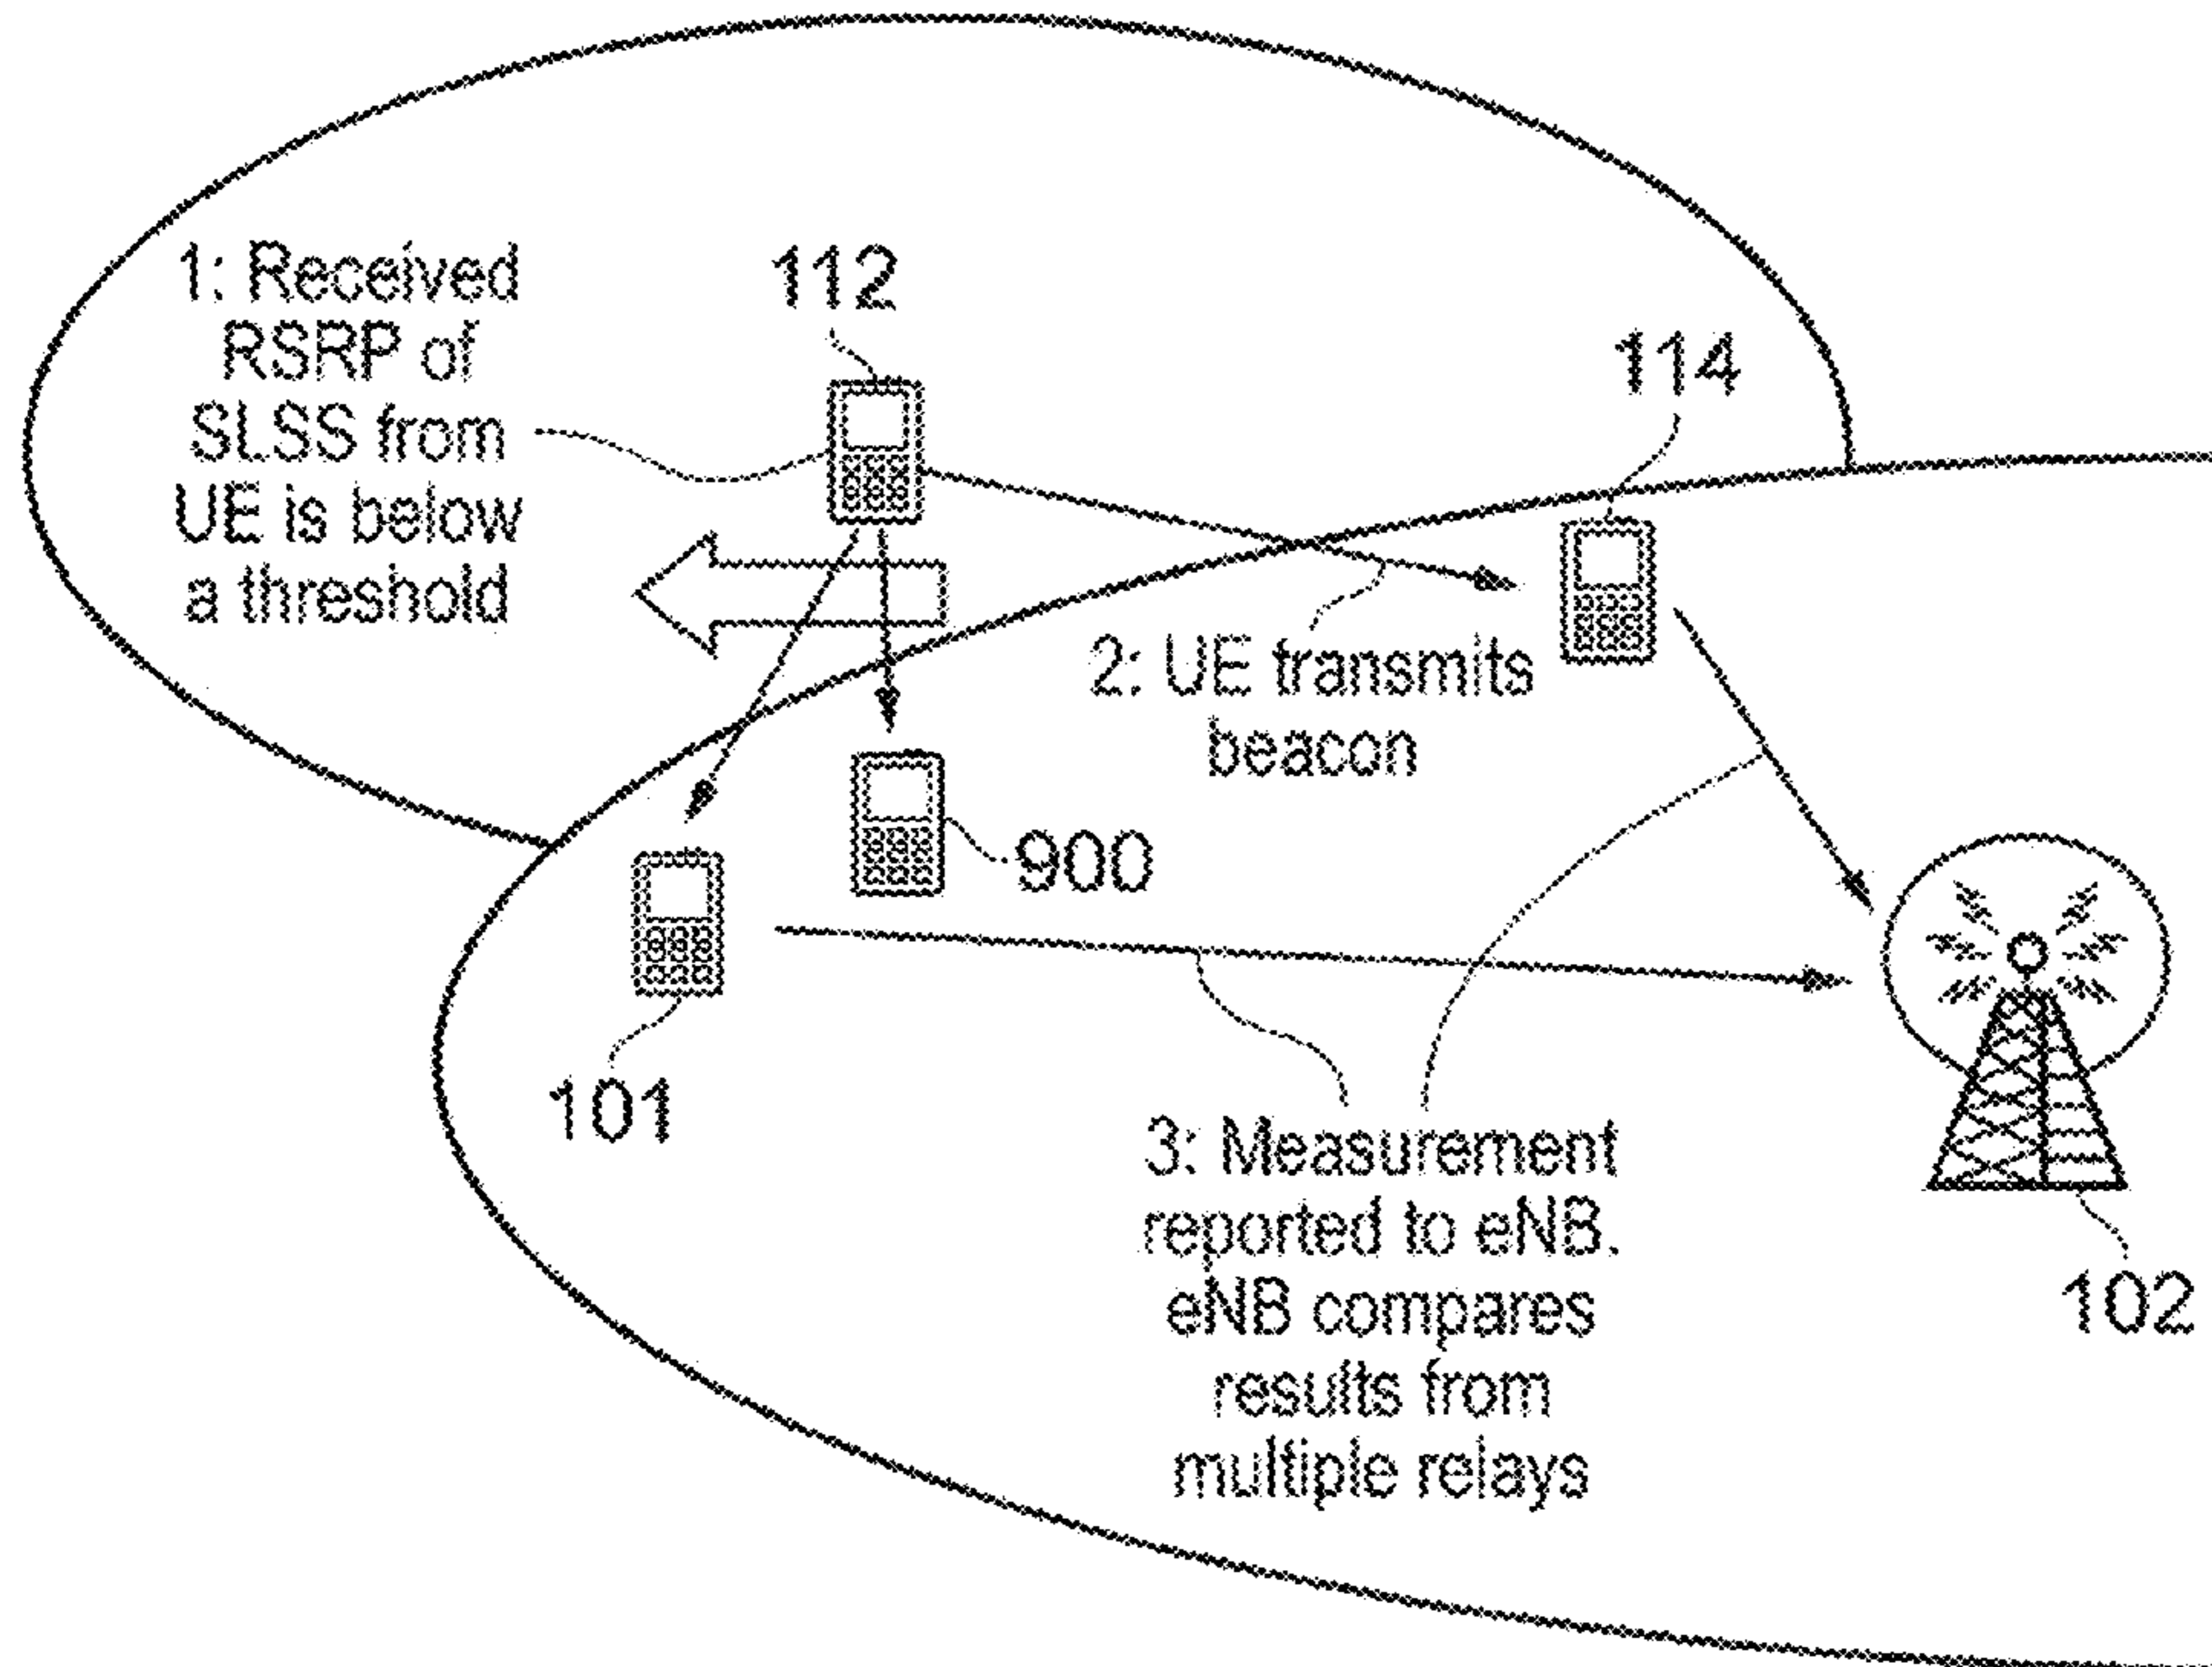 1: Received
RSRP of
SLSS from
UE is below
a threshold
112
114
2: UE transmits
beacon
900
101
3: Measurement
reported to eNB.
eNB compares
results from
multiple relays
102